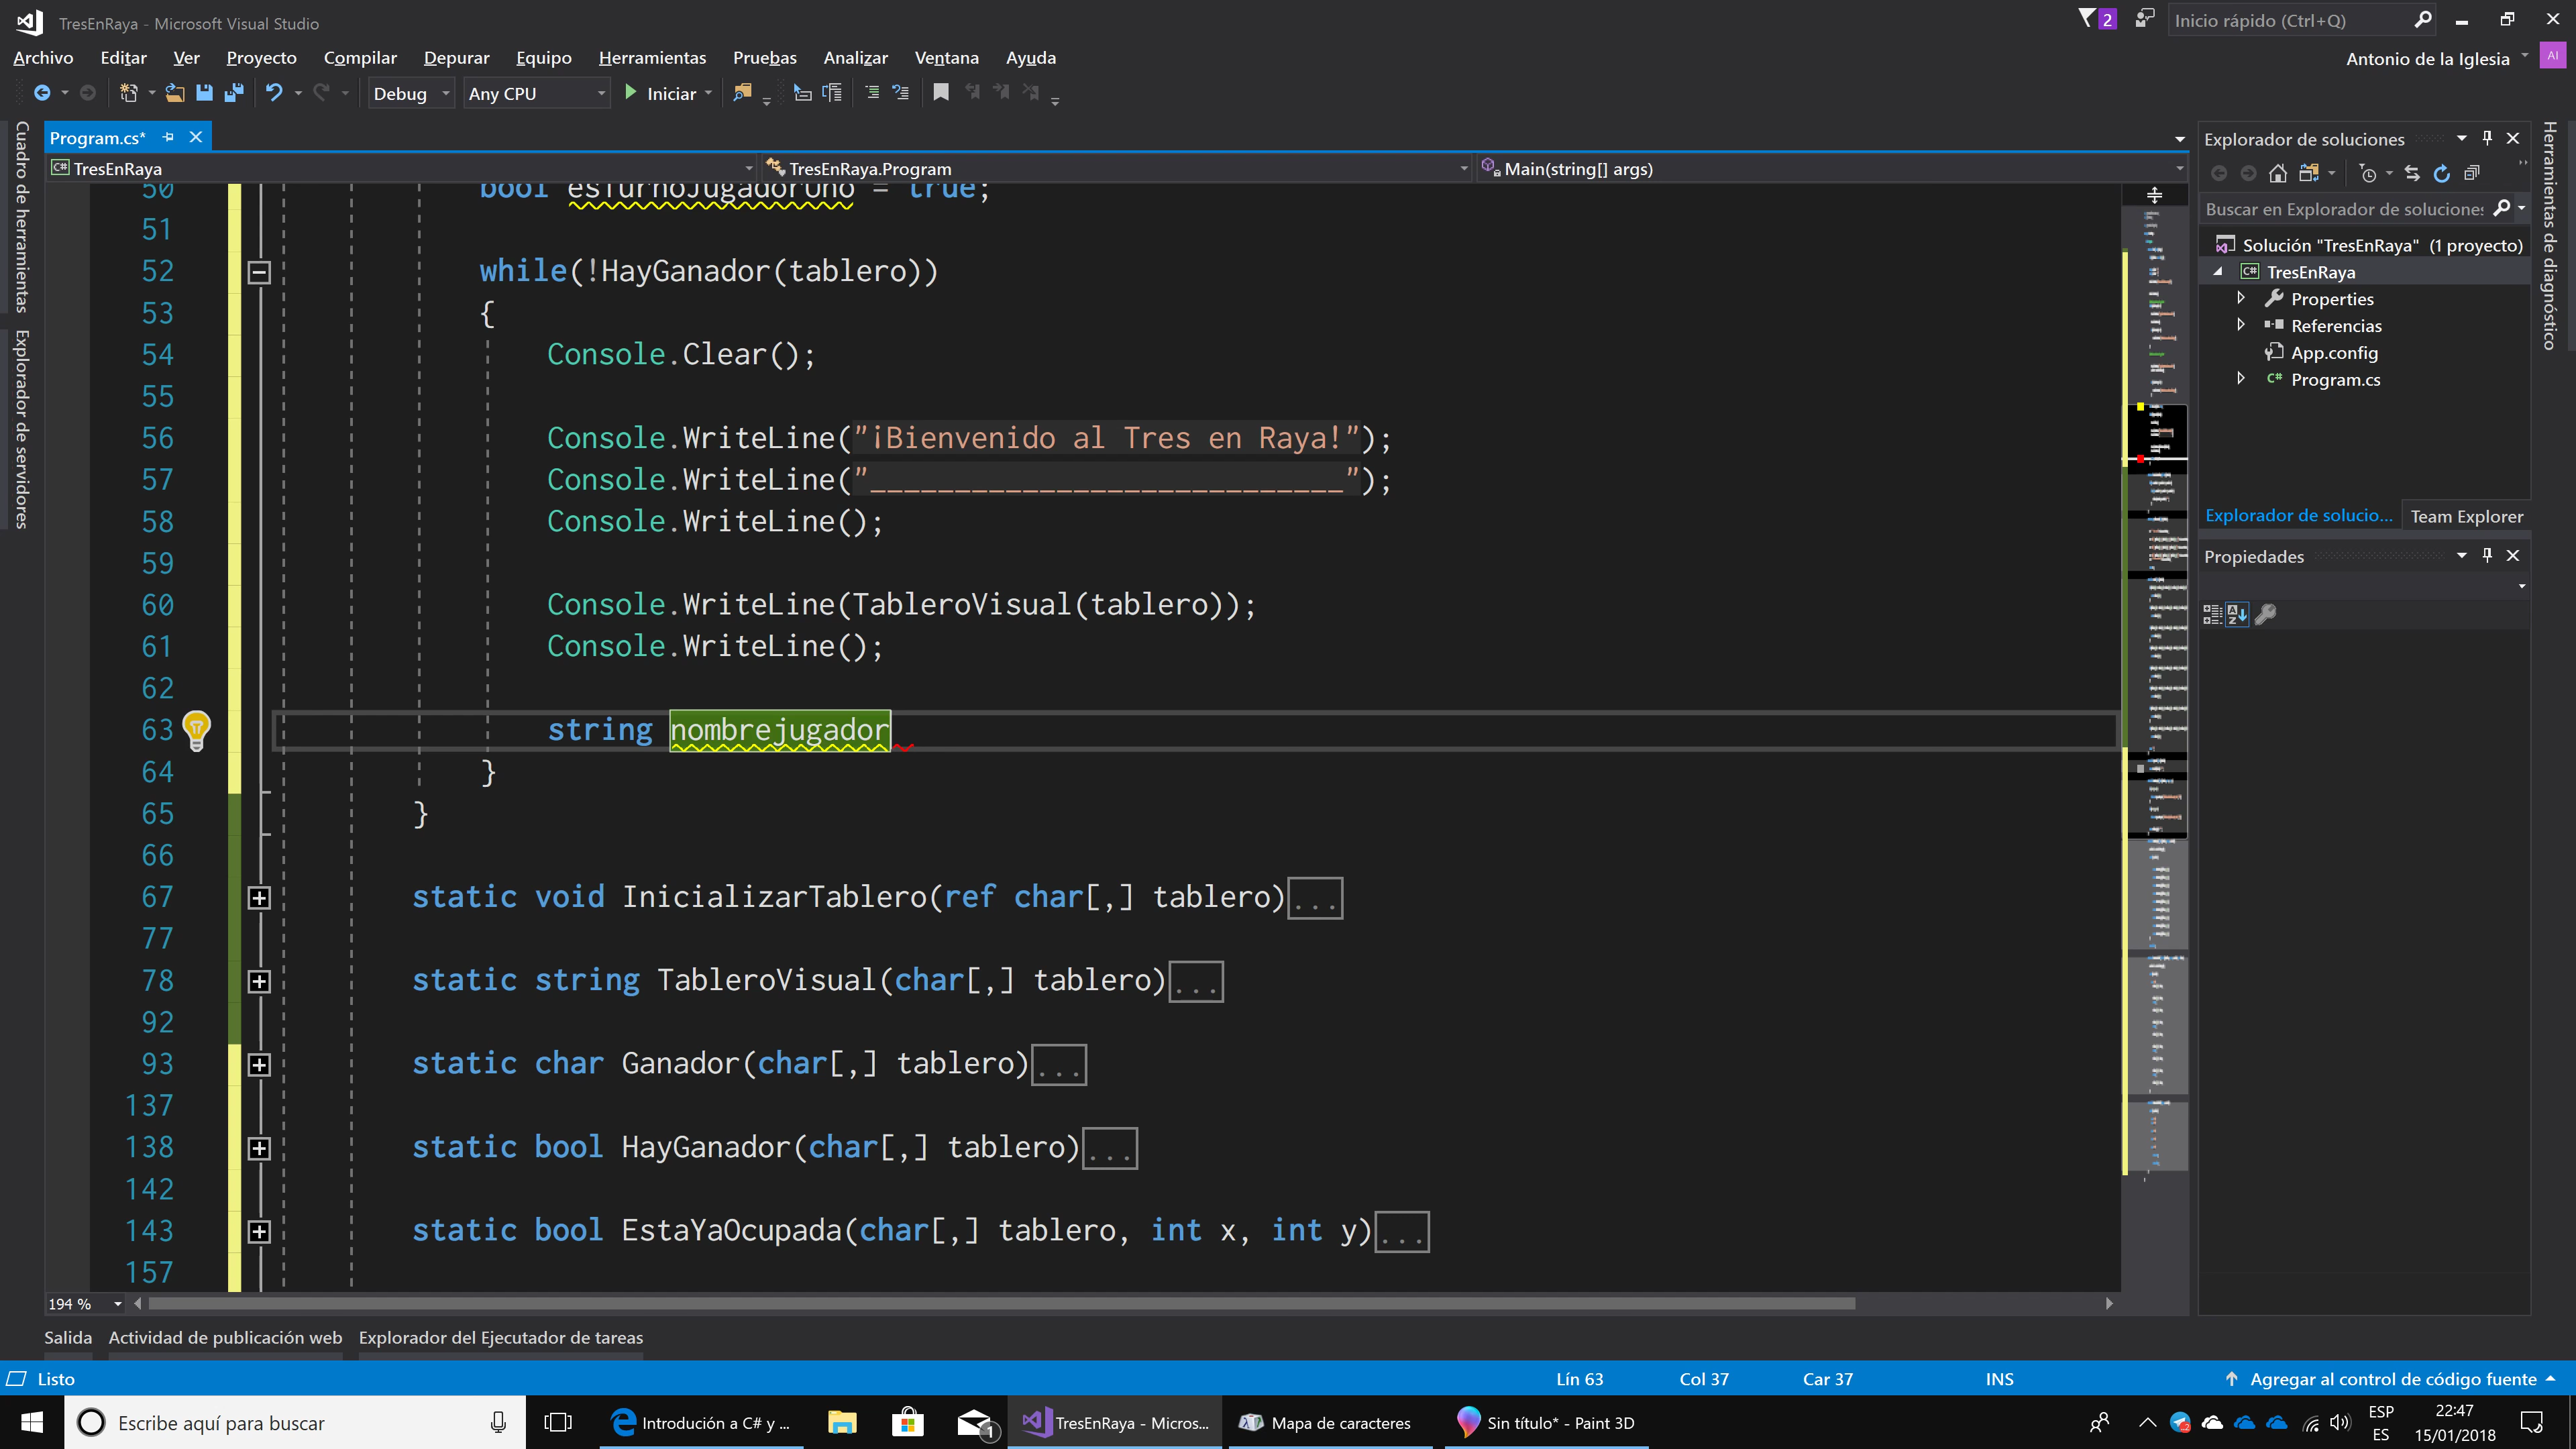 TresEnRaya - Microsoft Visual Studio
2
Inicio rápido (Ctrl+Q)
Archivo Editar Ver Proyecto Compilar Depurar Equipo Herramientas Pruebas Analizar Ventana Ayuda
Antonio de la Iglesia AI
Debug Any CPU Iniciar
Cuadro de herramientas
Explorador de servidores
Program.cs*
TresEnRaya TresEnRaya.Program Main(string[] args)
50 bool esTurnoJugadorUno = true;
51
52 while(!HayGanador(tablero))
53 {
54 Console.Clear();
55
56 Console.WriteLine("¡Bienvenido al Tres en Raya!");
57 Console.WriteLine("____________________________");
58 Console.WriteLine();
59
60 Console.WriteLine(TableroVisual(tablero));
61 Console.WriteLine();
62
63 string nombrejugador
64 }
65 }
66
67 static void InicializarTablero(ref char[,] tablero)...
77
78 static string TableroVisual(char[,] tablero)...
92
93 static char Ganador(char[,] tablero)...
137
138 static bool HayGanador(char[,] tablero)...
142
143 static bool EstaYaOcupada(char[,] tablero, int x, int y)...
157
194 %
Explorador de soluciones
Buscar en Explorador de soluciones
Solución "TresEnRaya" (1 proyecto)
C# TresEnRaya
Properties
Referencias
App.config
C# Program.cs
Explorador de solucio... Team Explorer
Propiedades
Herramientas de diagnóstico
Salida Actividad de publicación web Explorador del Ejecutador de tareas
Listo Lín 63 Col 37 Car 37 INS Agregar al control de código fuente
Escribe aquí para buscar
Introducción a C# y ...
1
TresEnRaya - Micros...
Mapa de caracteres
Sin título* - Paint 3D
ESP
ES
22:47
15/01/2018